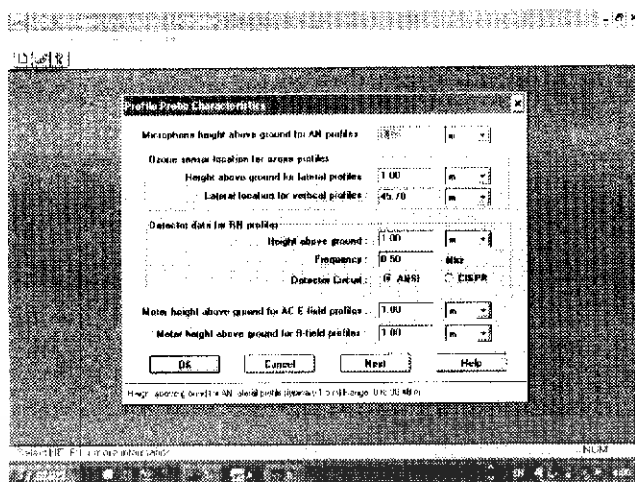 Profile Probe Characteristics
Microphone height above ground for AN profiles
m
Ozone sensor location for ozone profiles
Height above ground for lateral profiles 1.00 m
Lateral location for vertical profiles : 45.70 m
Detector data for RN profiles
Height above ground : 1.00 m
Frequency : 0.50 MHz
Detector Circuit : ANSI CISPR
Meter height above ground for AC E-field profiles : 1.00 m
Meter height above ground for B-field profiles : 1.00 m
OK Cancel Next Help
NUM